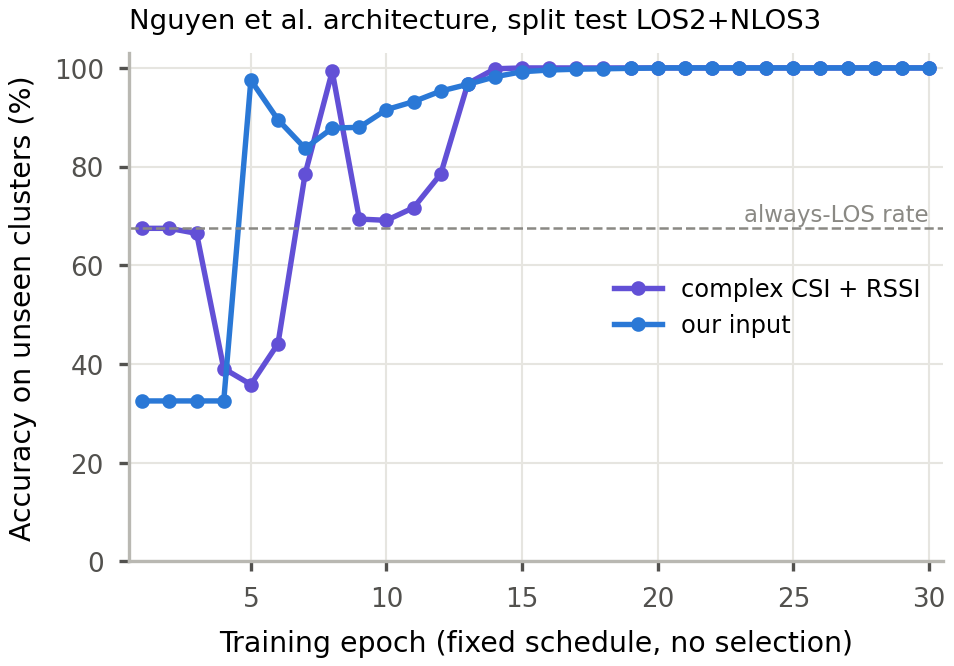 Nguyen et al. architecture, split test LOS2+NLOS3
Accuracy on unseen clusters (%)
100
80
60
40
20
0
always-LOS rate
complex CSI + RSSI
our input
5
10
15
20
25
30
Training epoch (fixed schedule, no selection)